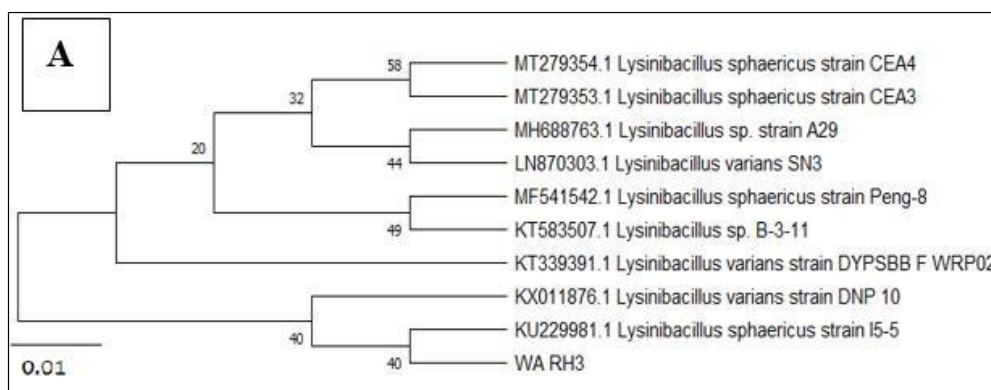 A
58
MT279354.1 Lysinibacillus sphaericus strain CEA4
32
MT279353.1 Lysinibacillus sphaericus strain CEA3
MH688763.1 Lysinibacillus sp. strain A29
20
44
LN870303.1 Lysinibacillus varians SN3
MF541542.1 Lysinibacillus sphaericus strain Peng-8
49
KT583507.1 Lysinibacillus sp. B-3-11
KT339391.1 Lysinibacillus varians strain DYPSBB F WRP02
KX011876.1 Lysinibacillus varians strain DNP 10
40
KU229981.1 Lysinibacillus sphaericus strain I5-5
40
WA RH3
0.01